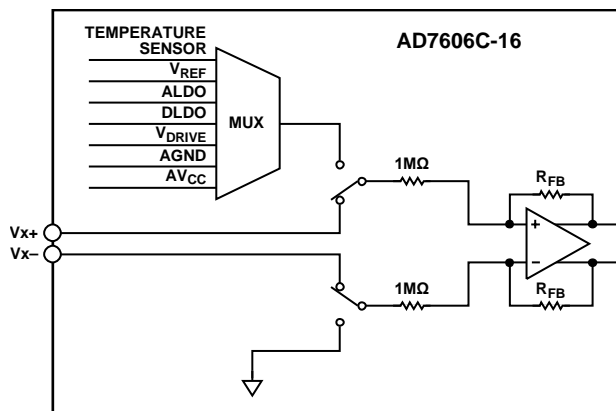 TEMPERATURE
SENSOR
AD7606C-16
VREF
ALDO
DLDO
MUX
VDRIVE
AGND
AVCC
1MΩ
RFB
Vx+
+
Vx–
–
1MΩ
RFB